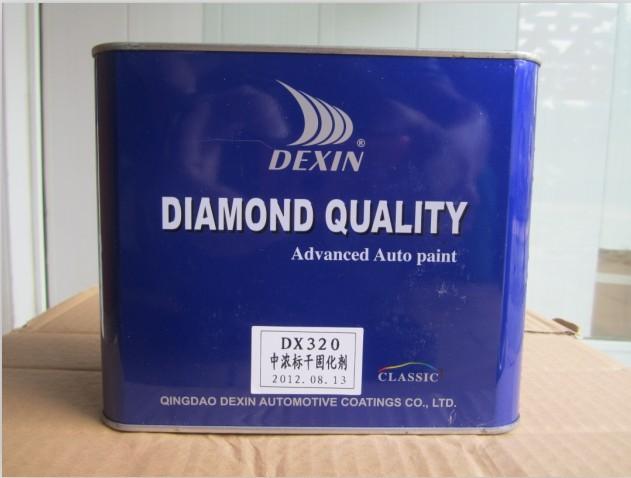 DEXIN®
DIAMOND QUALITY
Advanced Auto paint
DX320
中浓标干固化剂
2012.08.13
CLASSIC
QINGDAO DEXIN AUTOMOTIVE COATINGS CO., LTD.